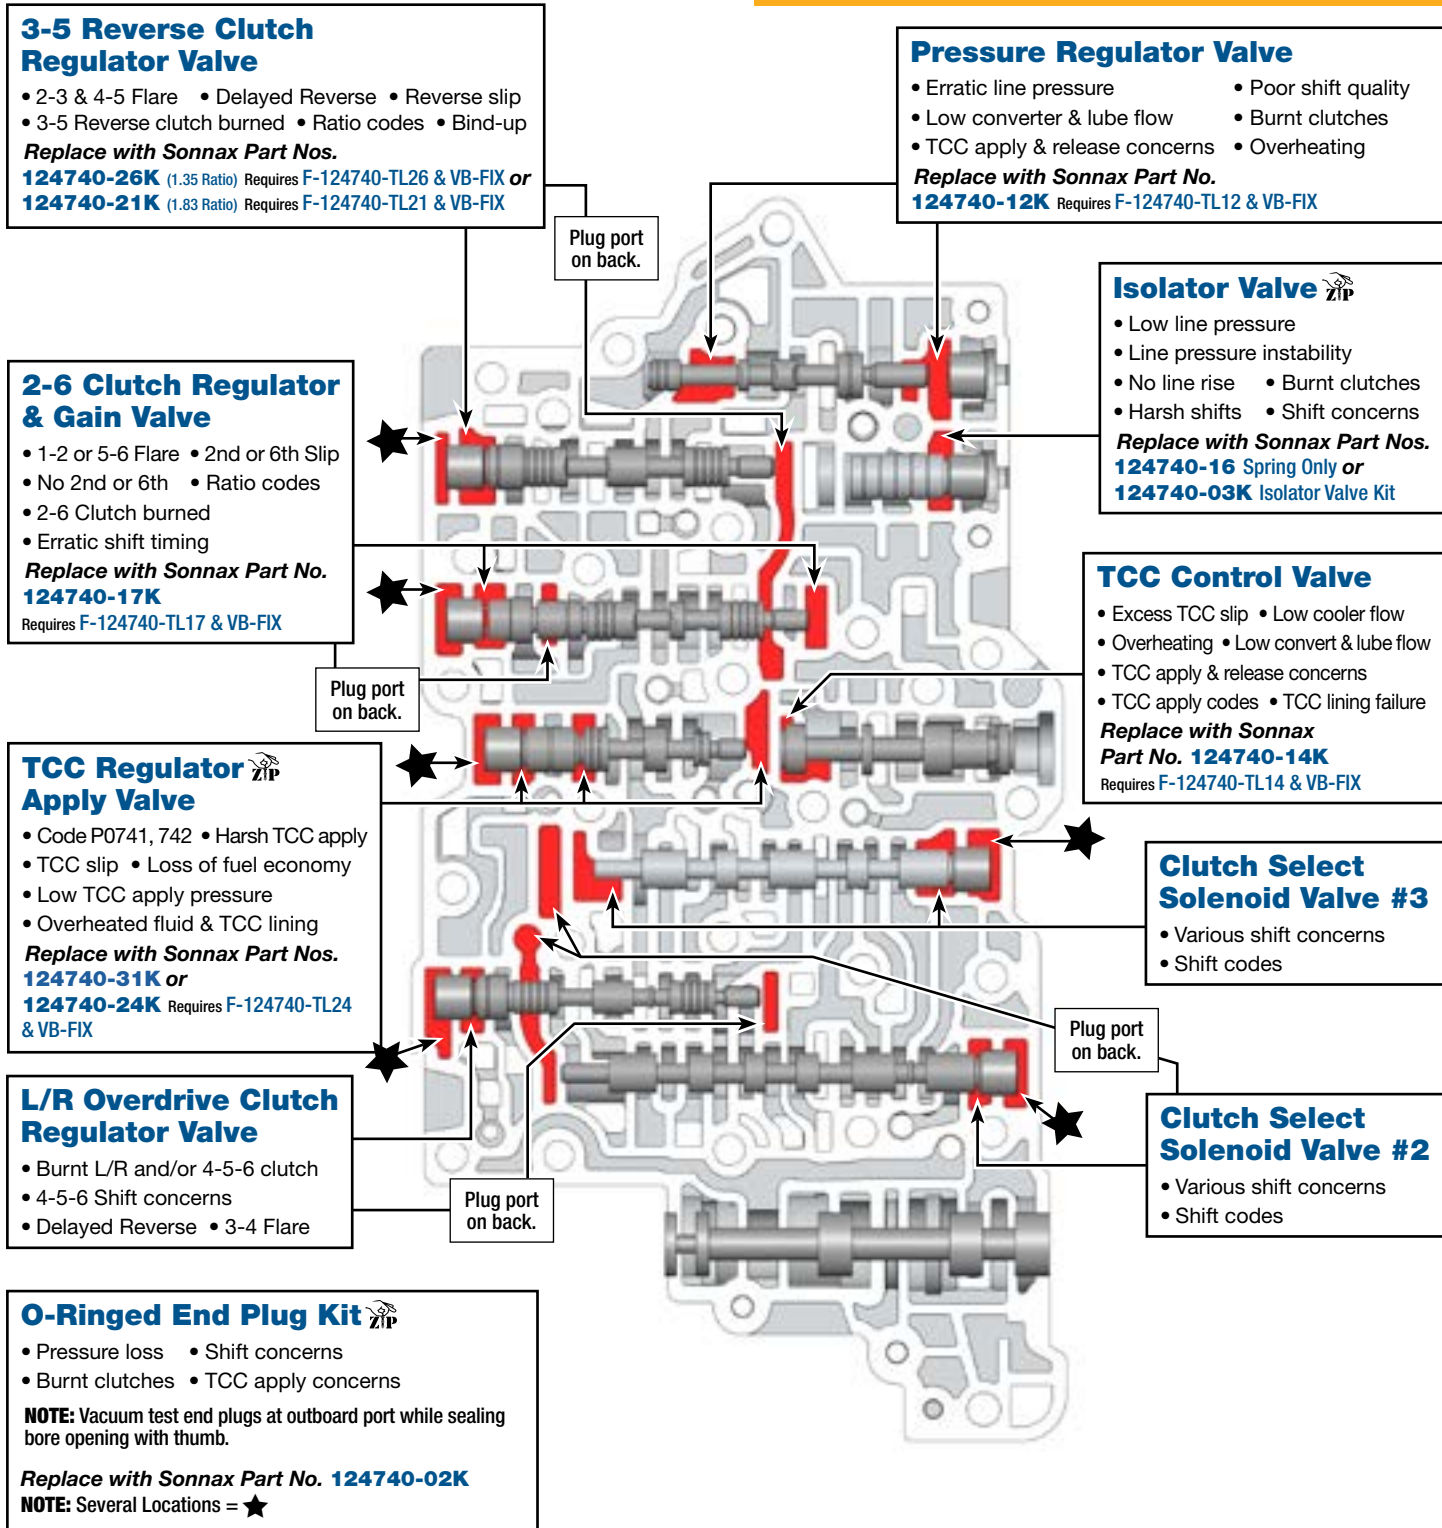 3-5 Reverse Clutch
Regulator Valve
• 2-3 & 4-5 Flare • Delayed Reverse • Reverse slip
• 3-5 Reverse clutch burned • Ratio codes • Bind-up
Replace with Sonnax Part Nos.
124740-26K (1.35 Ratio) Requires F-124740-TL26 & VB-FIX or
124740-21K (1.83 Ratio) Requires F-124740-TL21 & VB-FIX
Plug port
on back.
Pressure Regulator Valve
• Erratic line pressure • Poor shift quality
• Low converter & lube flow • Burnt clutches
• TCC apply & release concerns • Overheating
Replace with Sonnax Part No.
124740-12K Requires F-124740-TL12 & VB-FIX
Isolator Valve ZIP
• Low line pressure
• Line pressure instability
• No line rise • Burnt clutches
• Harsh shifts • Shift concerns
Replace with Sonnax Part Nos.
124740-16 Spring Only or
124740-03K Isolator Valve Kit
2-6 Clutch Regulator
& Gain Valve
• 1-2 or 5-6 Flare • 2nd or 6th Slip
• No 2nd or 6th • Ratio codes
• 2-6 Clutch burned
• Erratic shift timing
Replace with Sonnax Part No.
124740-17K
Requires F-124740-TL17 & VB-FIX
Plug port
on back.
TCC Control Valve
• Excess TCC slip • Low cooler flow
• Overheating • Low convert & lube flow
• TCC apply & release concerns
• TCC apply codes • TCC lining failure
Replace with Sonnax
Part No. 124740-14K
Requires F-124740-TL14 & VB-FIX
TCC Regulator ZIP
Apply Valve
• Code P0741, 742 • Harsh TCC apply
• TCC slip • Loss of fuel economy
• Low TCC apply pressure
• Overheated fluid & TCC lining
Replace with Sonnax Part Nos.
124740-31K or
124740-24K Requires F-124740-TL24
& VB-FIX
Clutch Select
Solenoid Valve #3
• Various shift concerns
• Shift codes
Plug port
on back.
L/R Overdrive Clutch
Regulator Valve
• Burnt L/R and/or 4-5-6 clutch
• 4-5-6 Shift concerns
• Delayed Reverse • 3-4 Flare
Plug port
on back.
Clutch Select
Solenoid Valve #2
• Various shift concerns
• Shift codes
O-Ringed End Plug Kit ZIP
• Pressure loss • Shift concerns
• Burnt clutches • TCC apply concerns
NOTE: Vacuum test end plugs at outboard port while sealing
bore opening with thumb.
Replace with Sonnax Part No. 124740-02K
NOTE: Several Locations = ★